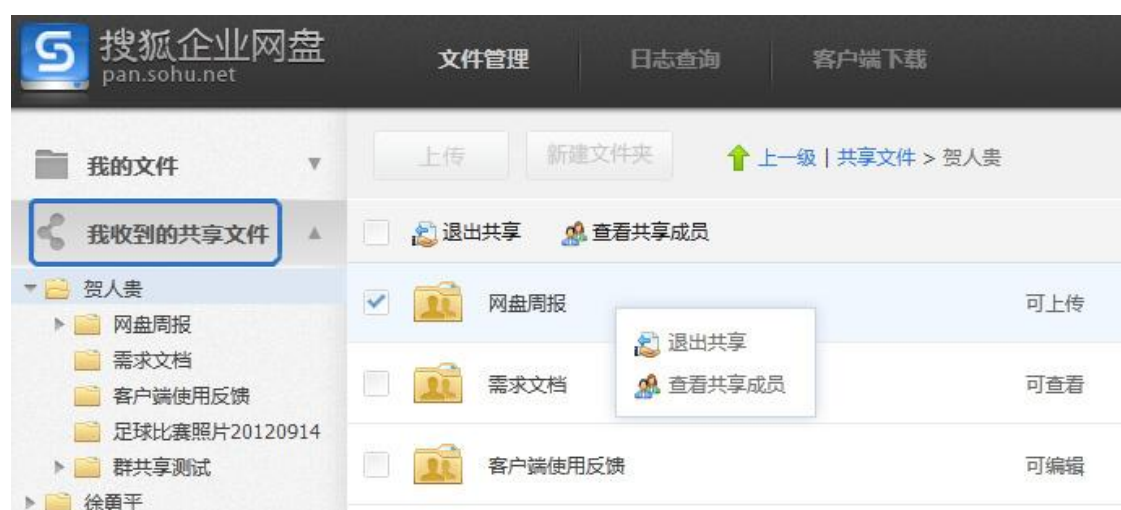 搜狐企业网盘
pan.sohu.net
文件管理 日志查询 客户端下载
我的文件
上传 新建文件夹 上一级 | 共享文件 > 贺人贵
我收到的共享文件
退出共享 查看共享成员
贺人贵
网盘周报
需求文档
客户端使用反馈
足球比赛照片20120914
群共享测试
徐勇平
网盘周报 可上传
退出共享
查看共享成员
需求文档 可查看
客户端使用反馈 可编辑